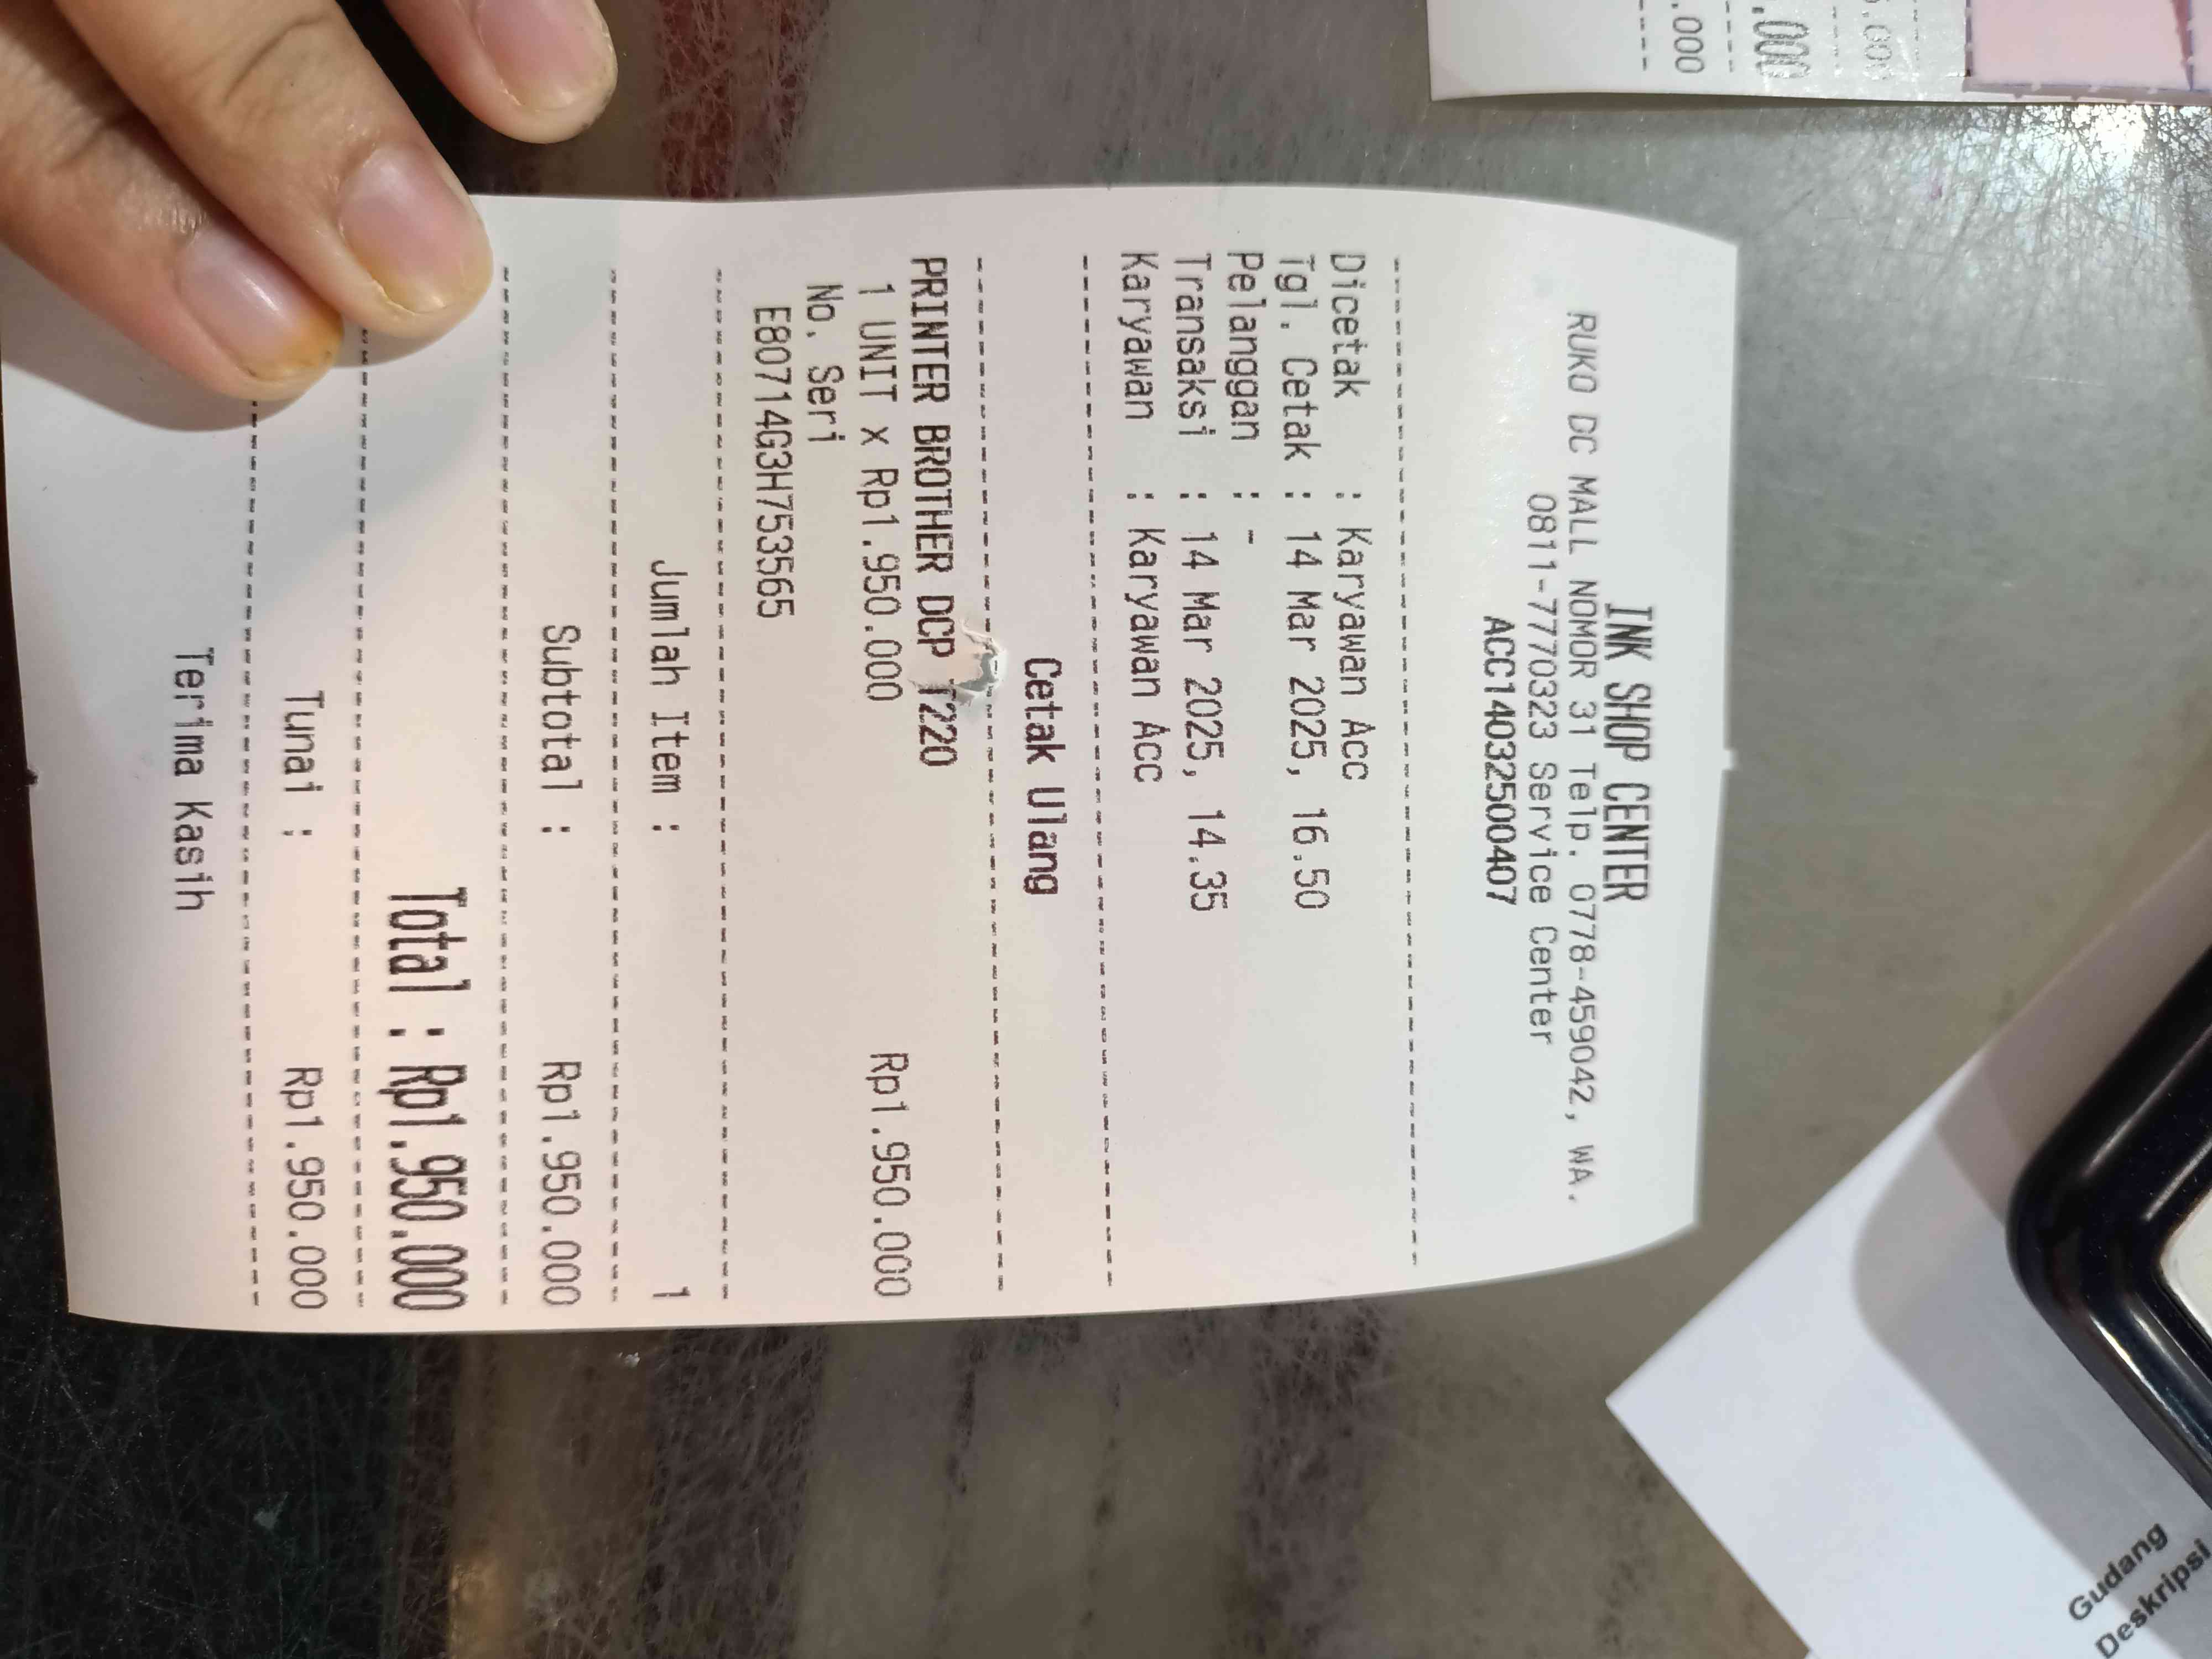 INK SHOP CENTER
RUKO DC MALL NOMOR 31 Telp. 0778-459042, WA.
0811-7770323 Service Center
ACC14032500407
Dicetak : Karyawan Acc
Tgl. Cetak : 14 Mar 2025, 16.50
Pelanggan : -
Transaksi : 14 Mar 2025, 14.35
Karyawan : Karyawan Acc
Cetak Ulang
PRINTER BROTHER DCP T220
1 UNIT x Rp1.950.000 Rp1.950.000
No. Seri
E80714G3H753565
Jumlah Item : 1
Subtotal : Rp1.950.000
Total : Rp1.950.000
Tunai : Rp1.950.000
Terima Kasih
.000
.000
Gudang
Deskripsi